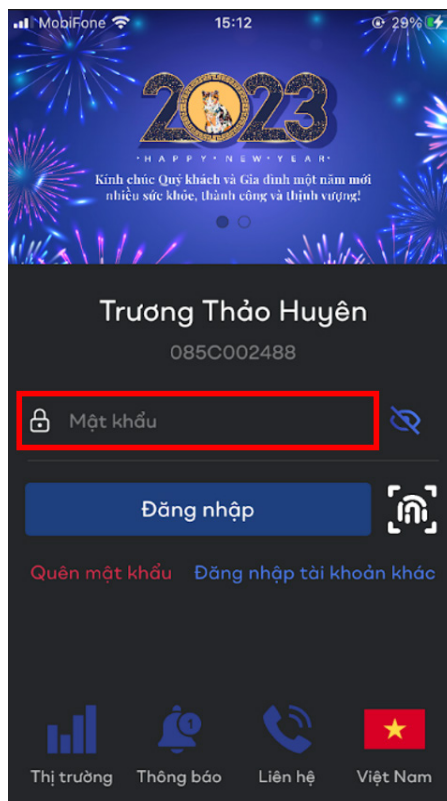 MobiFone 15:12 29%
2023
·HAPPY·NEW·YEAR·
Kính chúc Quý khách và Gia đình một năm mới
nhiều sức khỏe, thành công và thịnh vượng!
Trương Thảo Huyên
085C002488
Mật khẩu
Đăng nhập
Quên mật khẩu Đăng nhập tài khoản khác
1
Thị trường Thông báo Liên hệ Việt Nam